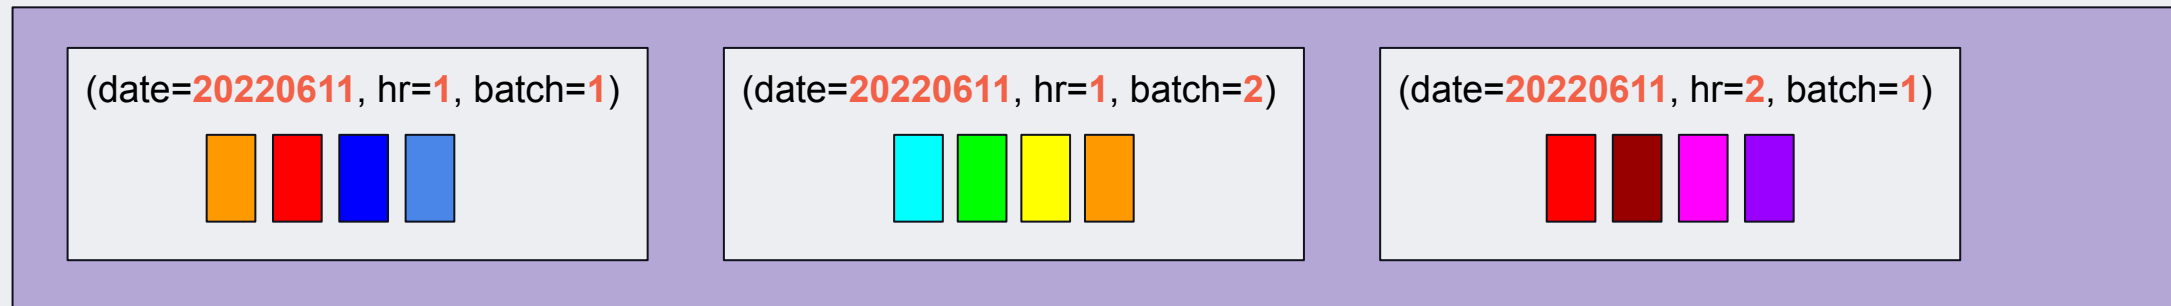 (date=20220611, hr=1, batch=1)
(date=20220611, hr=1, batch=2)
(date=20220611, hr=2, batch=1)